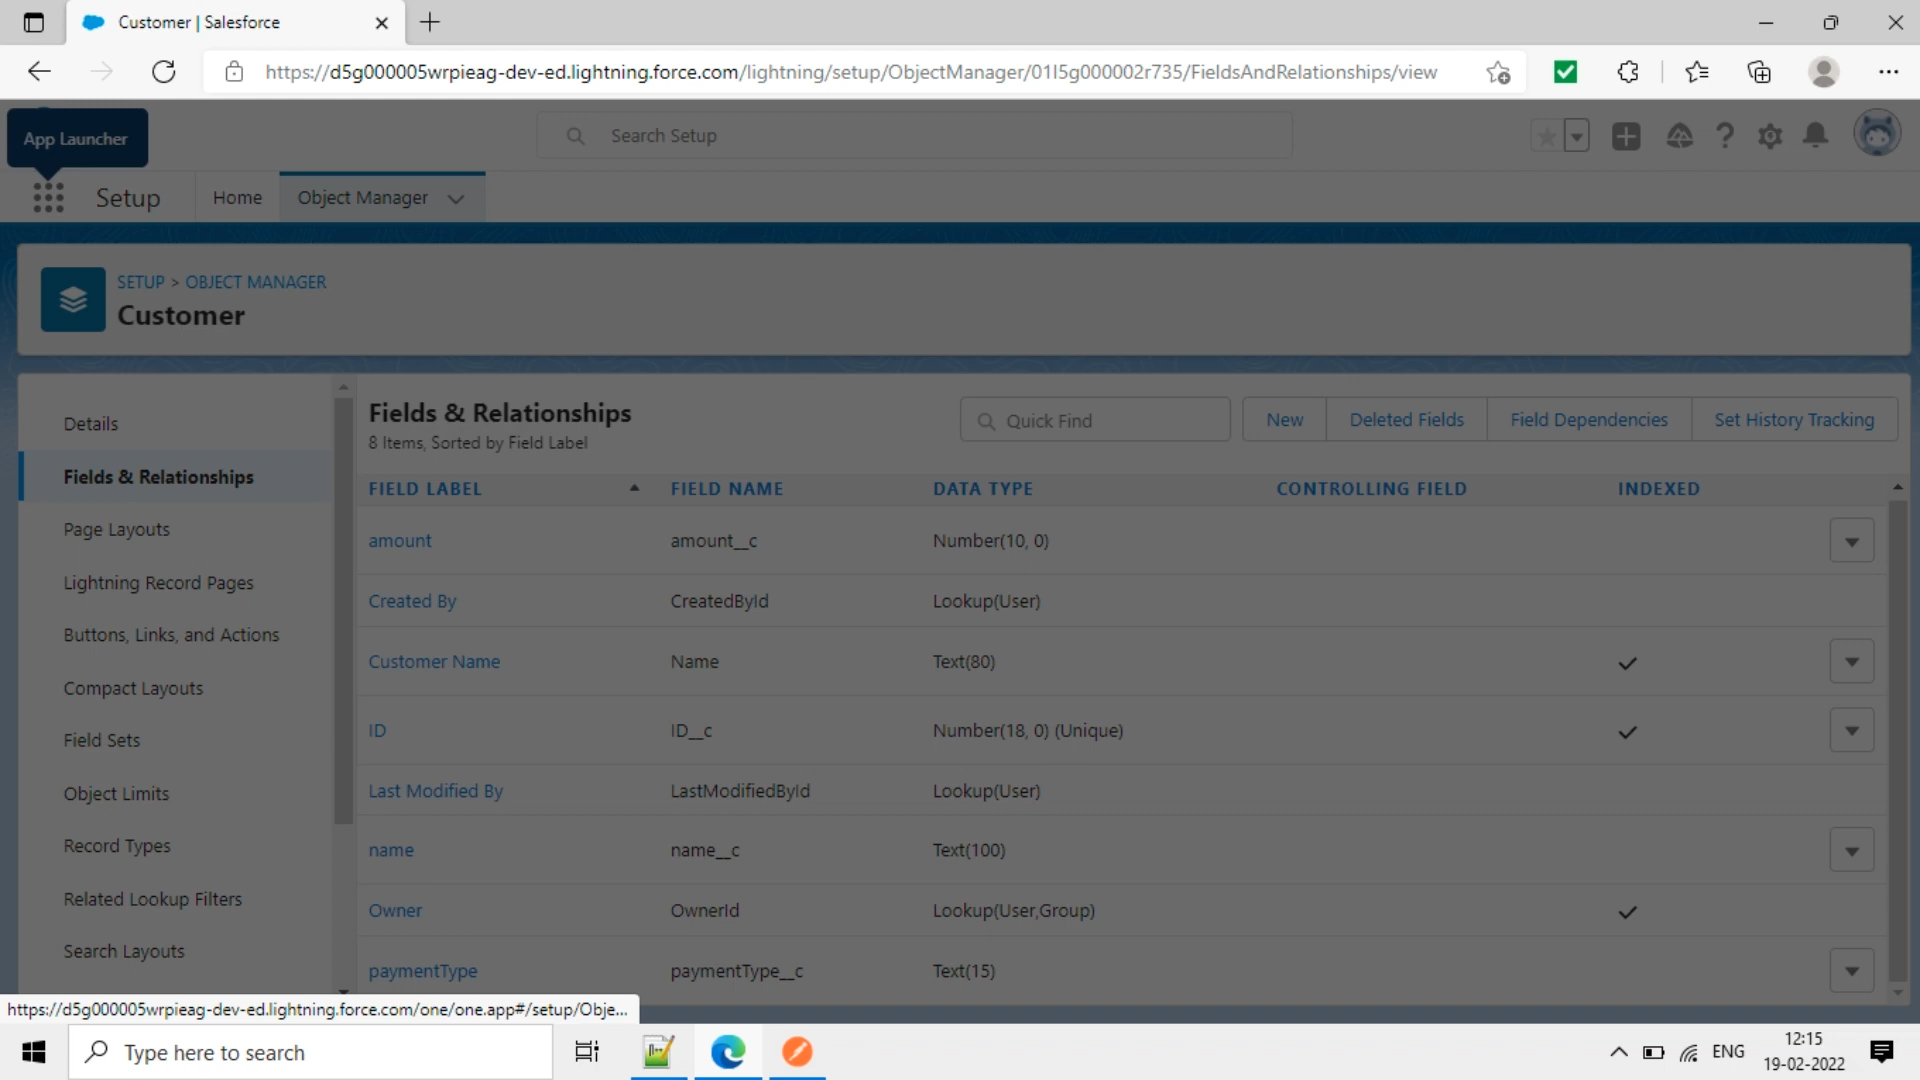 Customer | Salesforce
https://d5g000005wrpieag-dev-ed.lightning.force.com/lightning/setup/ObjectManager/01I5g000002r735/FieldsAndRelationships/view
App Launcher
Search Setup
Setup
Home
Object Manager
SETUP > OBJECT MANAGER
Customer
Details
Fields & Relationships
Page Layouts
Lightning Record Pages
Buttons, Links, and Actions
Compact Layouts
Field Sets
Object Limits
Record Types
Related Lookup Filters
Search Layouts
Fields & Relationships
8 Items, Sorted by Field Label
Quick Find
New
Deleted Fields
Field Dependencies
Set History Tracking
FIELD LABEL FIELD NAME DATA TYPE CONTROLLING FIELD INDEXED
amount amount__c Number(10, 0)
Created By CreatedById Lookup(User)
Customer Name Name Text(80)
ID ID__c Number(18, 0) (Unique)
Last Modified By LastModifiedById Lookup(User)
name name__c Text(100)
Owner OwnerId Lookup(User,Group)
paymentType paymentType__c Text(15)
https://d5g000005wrpieag-dev-ed.lightning.force.com/one/one.app#/setup/Obje...
Type here to search
ENG
12:15
19-02-2022